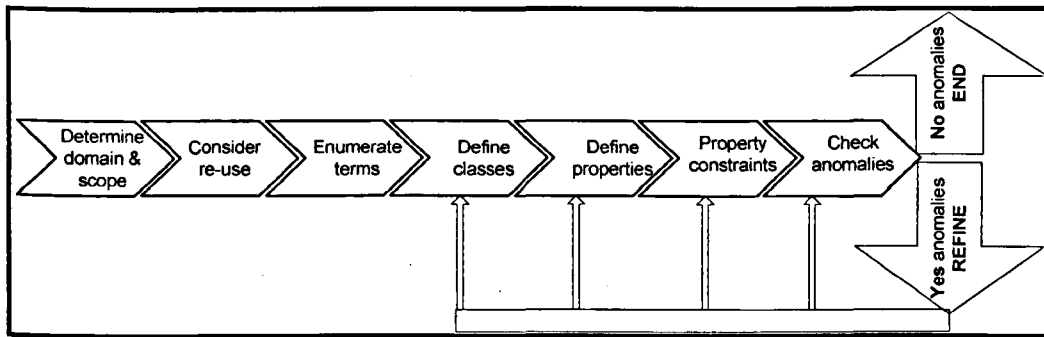 Determine
domain &
scope
Consider
re-use
Enumerate
terms
Define
classes
Define
properties
Property
constraints
Check
anomalies
No anomalies
END
Yes anomalies
REFINE